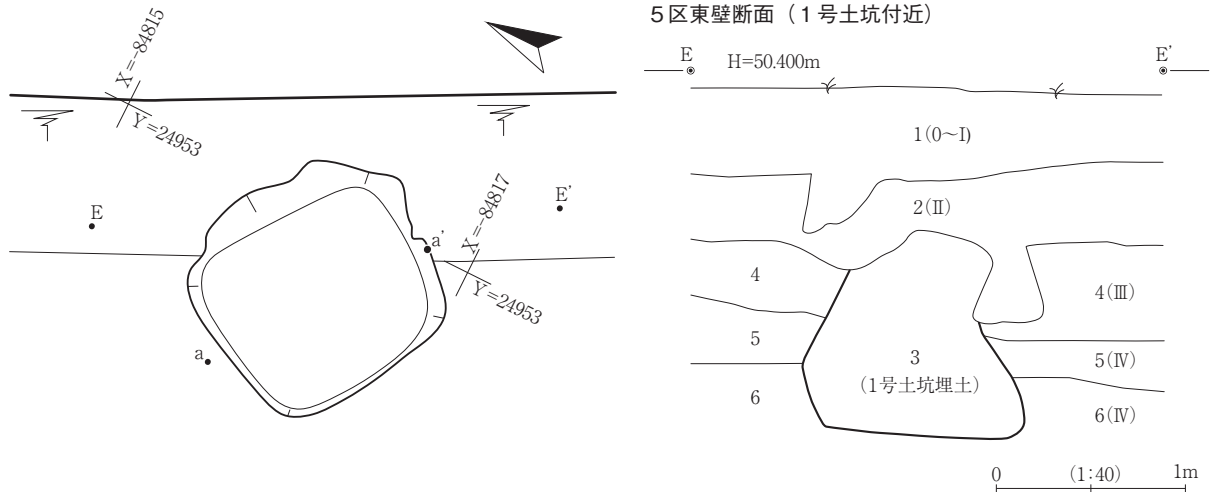 5区東壁断面（1号土坑付近）
X=-84815
Y=24953
E
E'
a'
a
X=-84817
Y=24953
E
H=50.400m
E'
1(0～I)
2(II)
4
4(III)
5
3
(1号土坑埋土)
5(IV)
6
6(IV)
0
(1:40)
1m